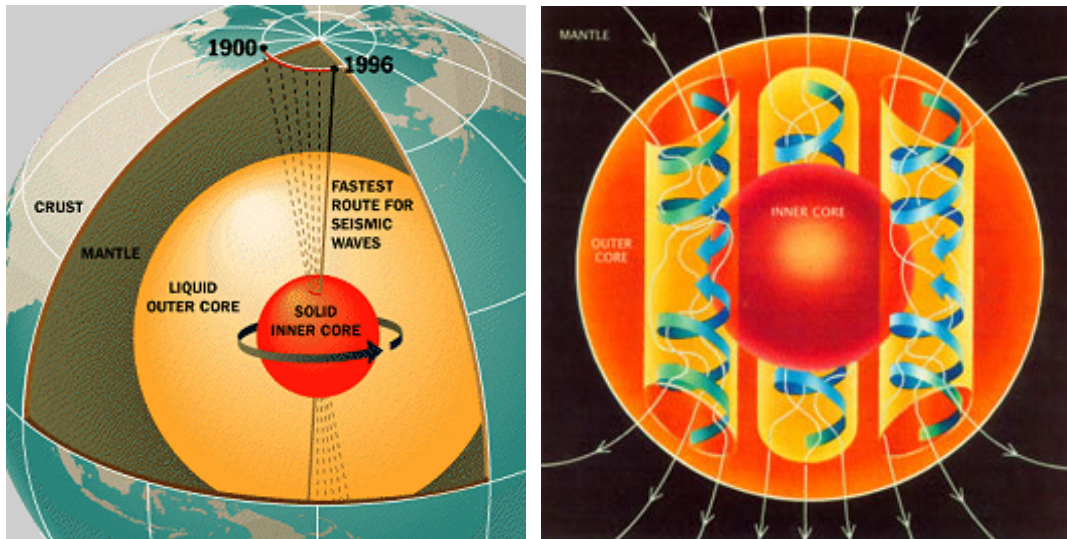 1900
1996
FASTEST
ROUTE FOR
SEISMIC
WAVES
CRUST
MANTLE
LIQUID
OUTER CORE
SOLID
INNER CORE
MANTLE
INNER CORE
OUTER
CORE